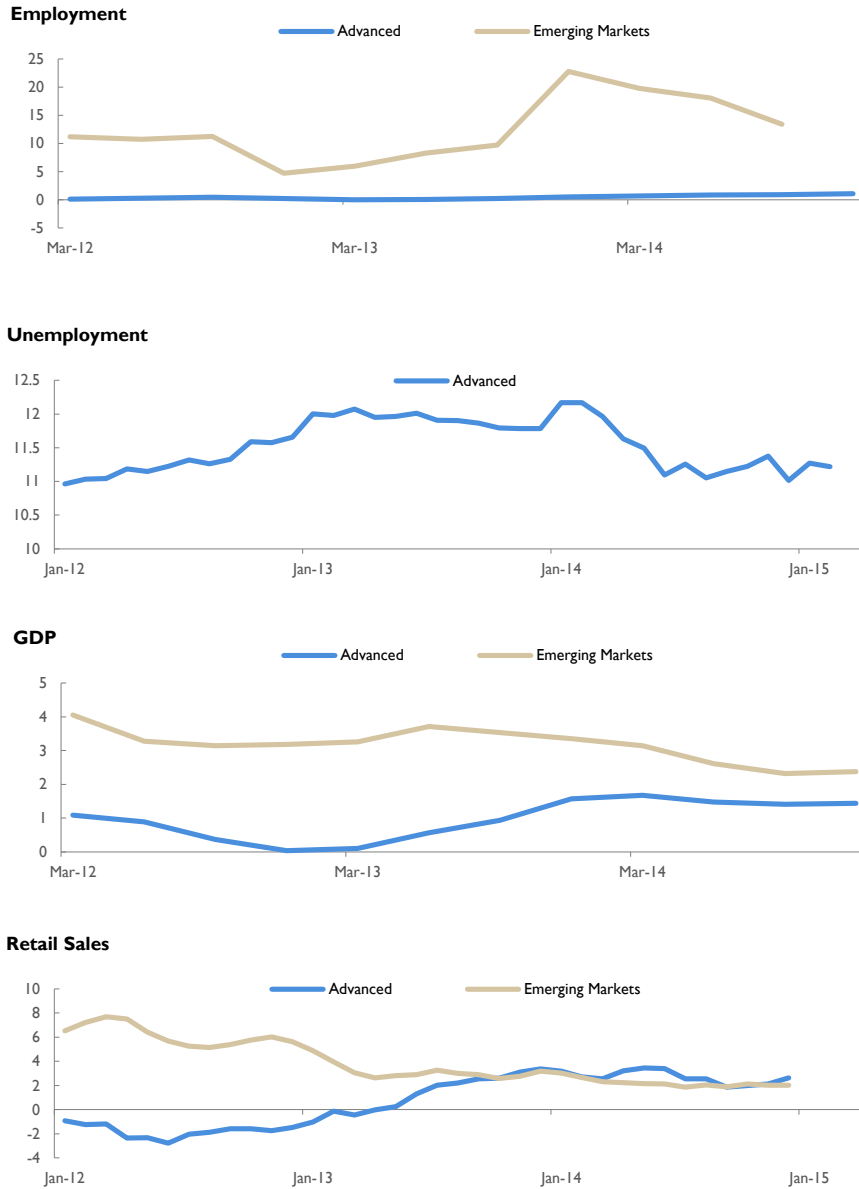 Employment
Advanced Emerging Markets
25
20
15
10
5
0
-5
Mar-12 Mar-13 Mar-14
Unemployment
Advanced
12.5
12
11.5
11
10.5
10
Jan-12 Jan-13 Jan-14 Jan-15
GDP
Advanced Emerging Markets
5
4
3
2
1
0
Mar-12 Mar-13 Mar-14
Retail Sales
Advanced Emerging Markets
10
8
6
4
2
0
-2
-4
Jan-12 Jan-13 Jan-14 Jan-15